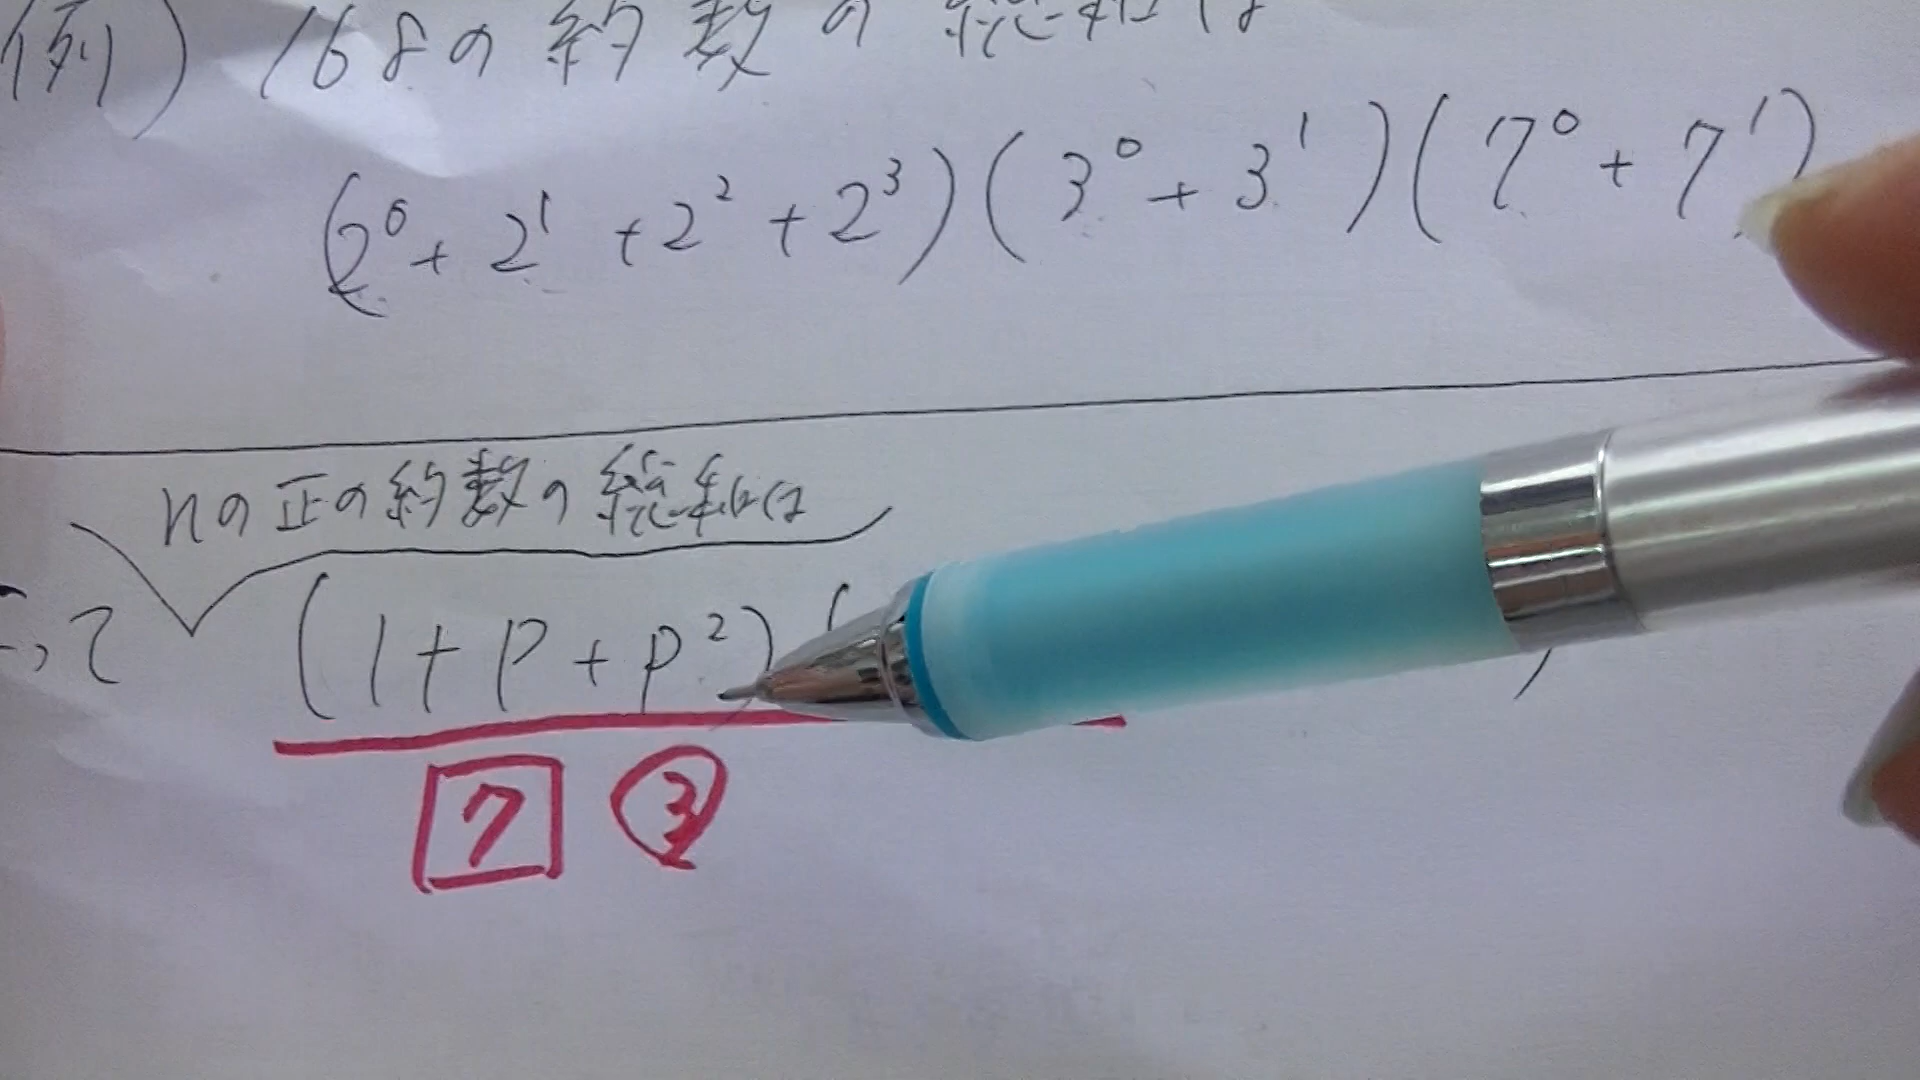 例) 168の約数の総和は
(2⁰+2¹+2²+2³)(3⁰+3¹)(7⁰+7¹)
nの正の約数の総和は
って (1+p+p²)(
ク ③